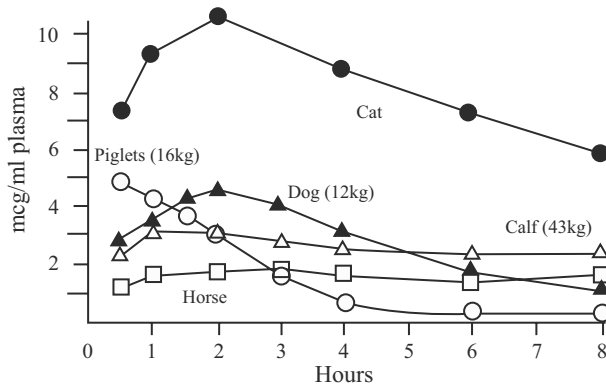 10
8
6
4
2
mcg/ml plasma
Cat
Piglets (16kg)
Dog (12kg)
Calf (43kg)
Horse
0 1 2 3 4 5 6 7 8
Hours